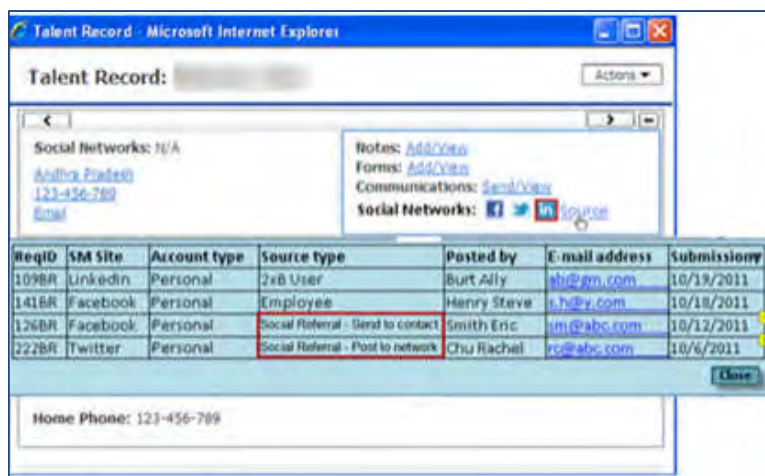 Talent Record - Microsoft Internet Explorer
Talent Record:
Actions
Social Networks: N/A
Andhra Pradesh
123-456-789
Email
Notes: Add/View
Forms: Add/View
Communications: Send/View
Social Networks: Source
ReqID SM Site Account type Source type Posted by E-mail address Submission
109BR Linkedin Personal 2xB User Burt Ally @gm.com 10/19/2011
141BR Facebook Personal Employee Henry Steve s.h@y.com 10/18/2011
126BR Facebook Personal Social Referral - Send to contact Smith Eric sm@abc.com 10/12/2011
222BR Twitter Personal Social Referral - Post to network Chu Rachel rc@abc.com 10/6/2011
Close
Home Phone: 123-456-789